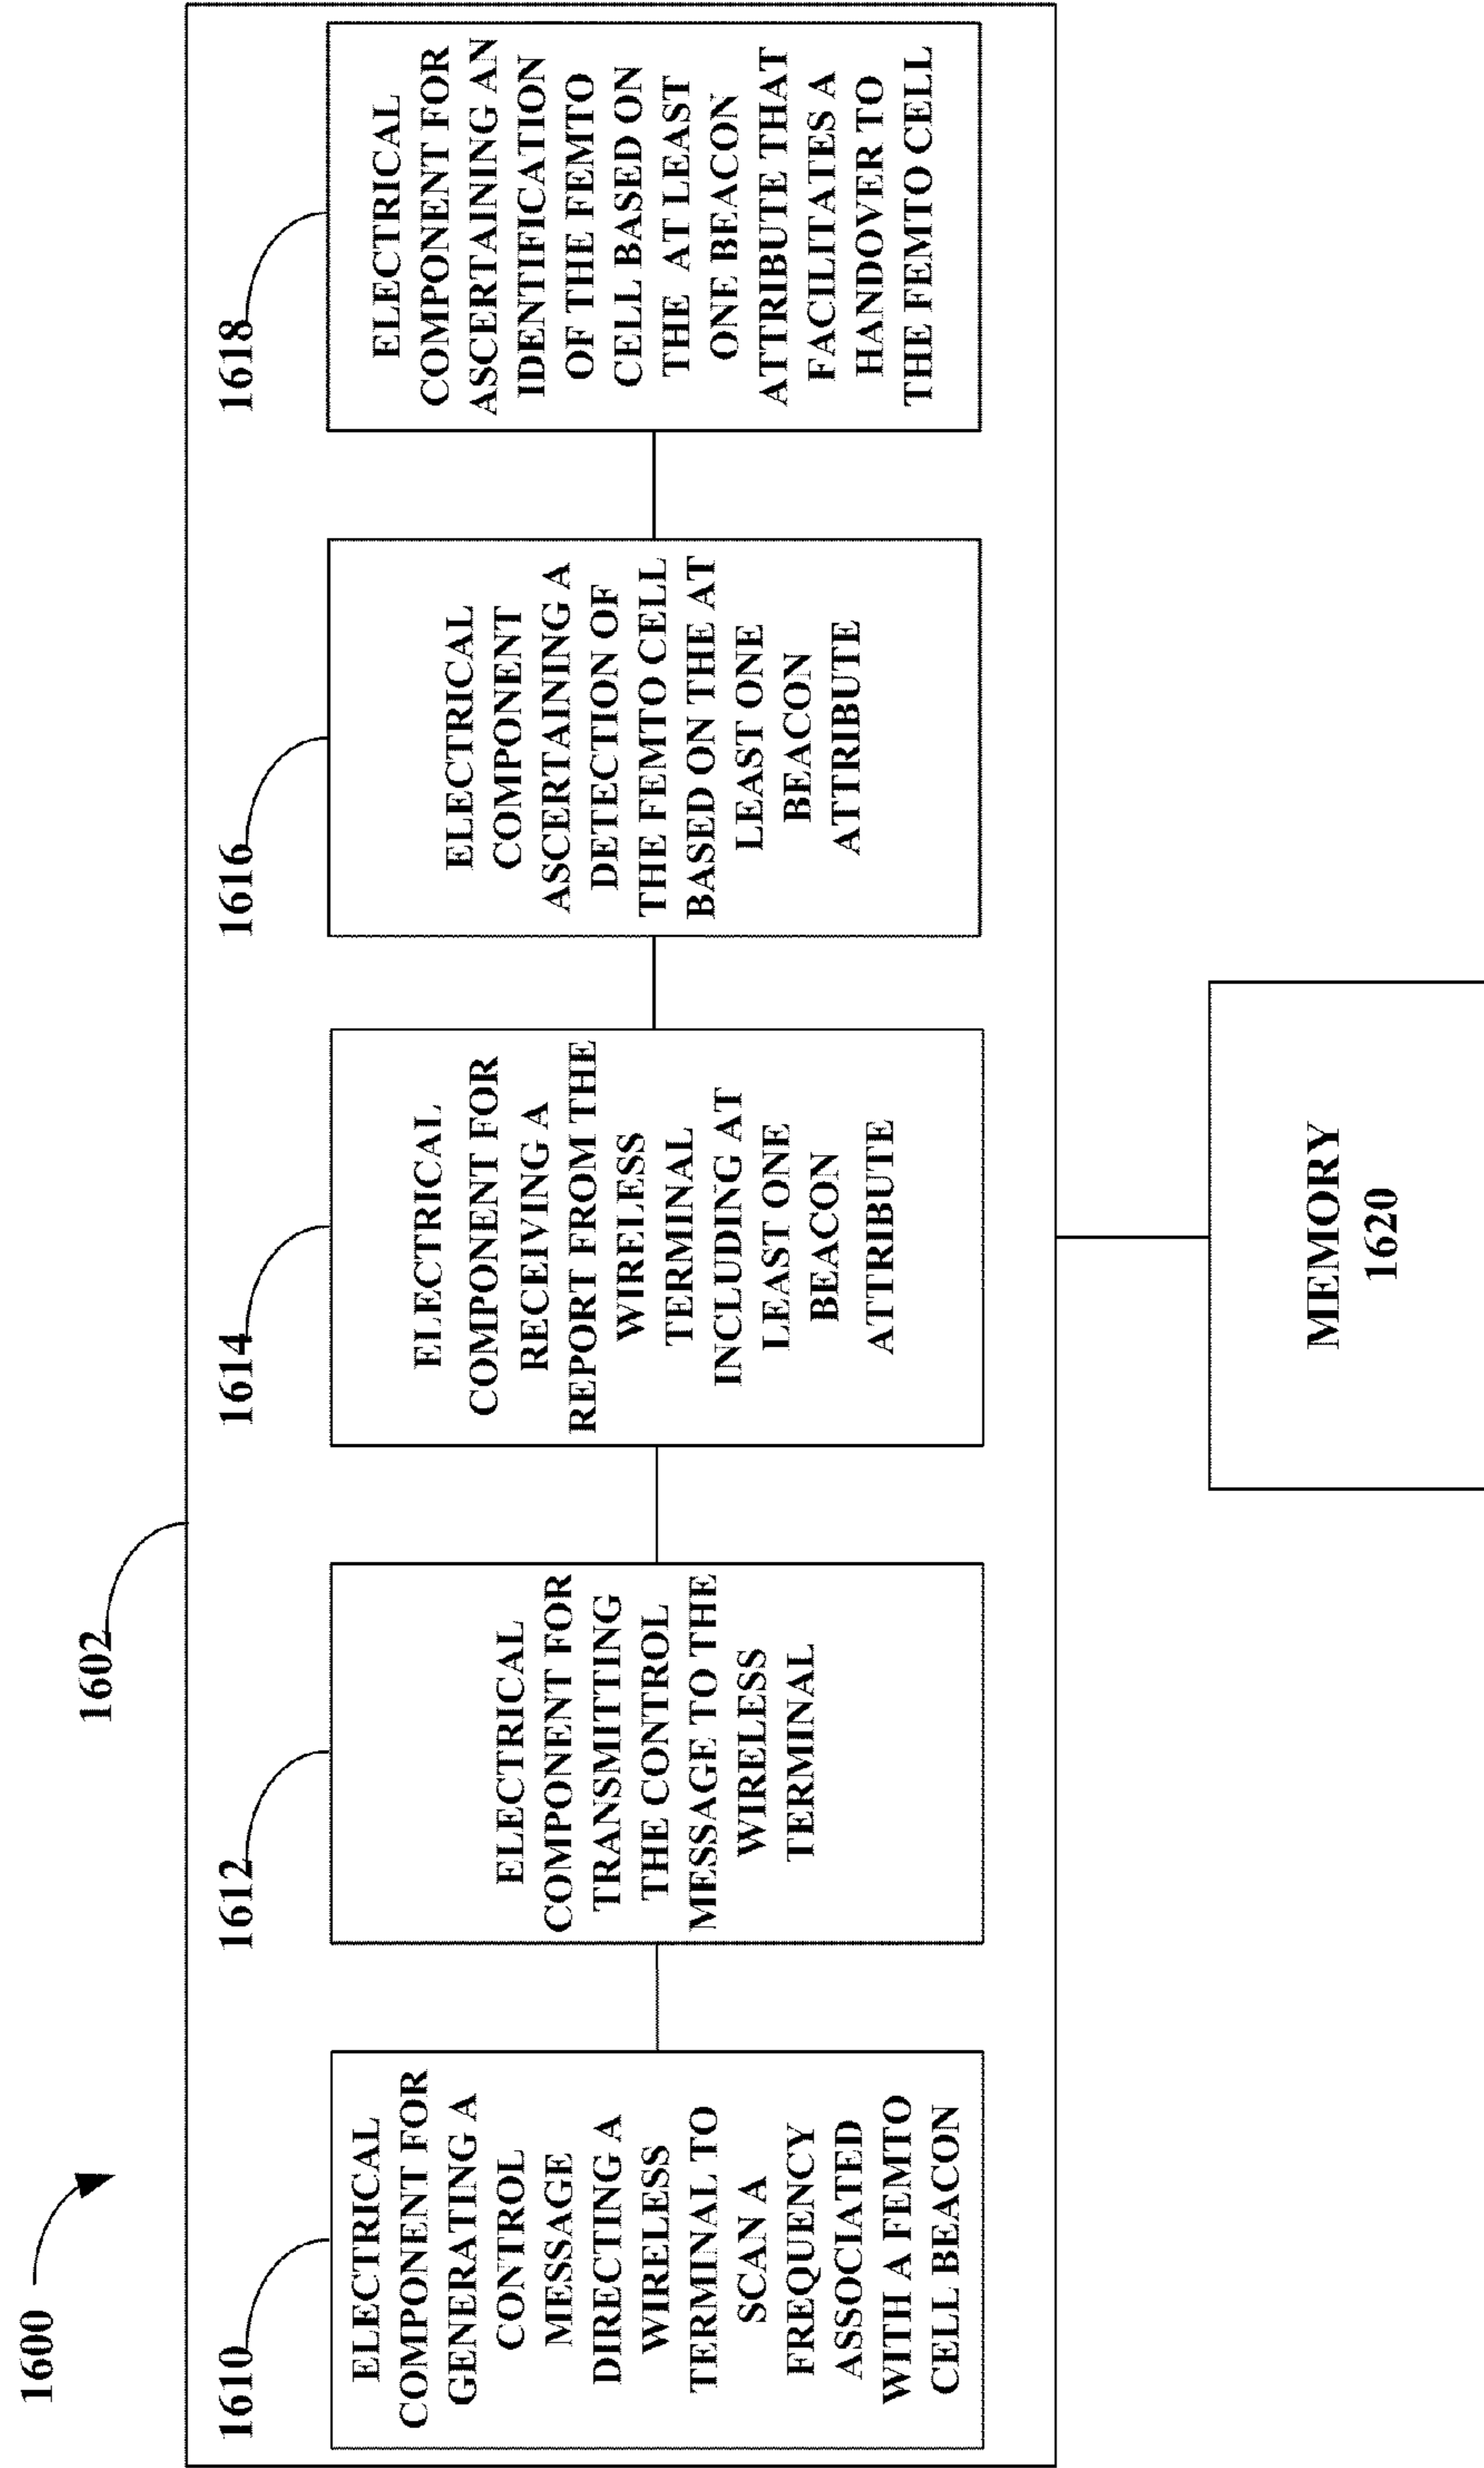 1600
1602
1610
ELECTRICAL
COMPONENT FOR
GENERATING A
CONTROL
MESSAGE
DIRECTING A
WIRELESS
TERMINAL TO
SCAN A
FREQUENCY
ASSOCIATED
WITH A FEMTO
CELL BEACON
1612
ELECTRICAL
COMPONENT FOR
TRANSMITTING
THE CONTROL
MESSAGE TO THE
WIRELESS
TERMINAL
1614
ELECTRICAL
COMPONENT FOR
RECEIVING A
REPORT FROM THE
WIRELESS
TERMINAL
INCLUDING AT
LEAST ONE
BEACON
ATTRIBUTE
1616
ELECTRICAL
COMPONENT
ASCERTAINING A
DETECTION OF
THE FEMTO CELL
BASED ON THE AT
LEAST ONE
BEACON
ATTRIBUTE
1618
ELECTRICAL
COMPONENT FOR
ASCERTAINING AN
IDENTIFICATION
OF THE FEMTO
CELL BASED ON
THE AT LEAST
ONE BEACON
ATTRIBUTE THAT
FACILITATES A
HANDOVER TO
THE FEMTO CELL
MEMORY
1620